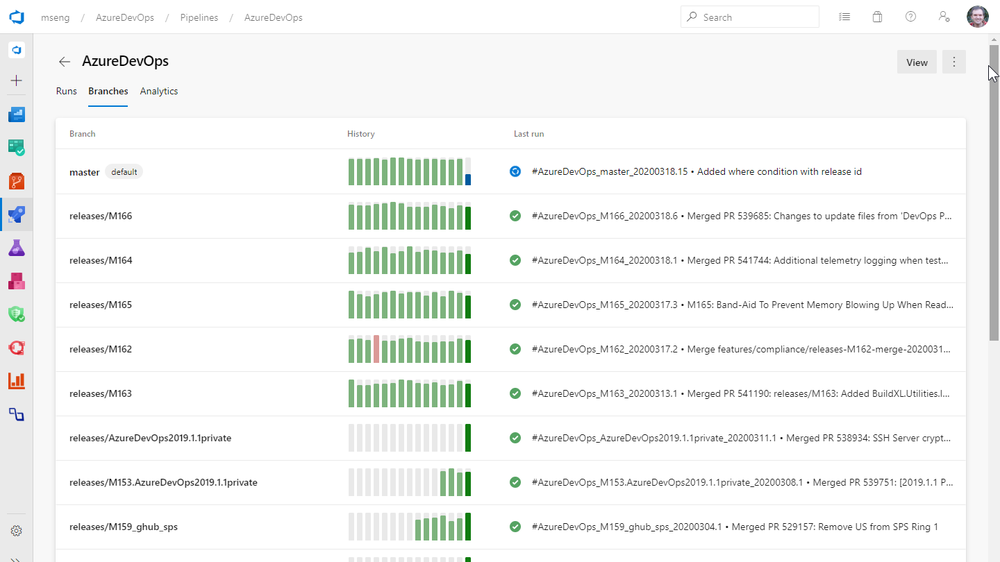 mseng / AzureDevOps / Pipelines / AzureDevOps Search
AzureDevOps
View
Runs Branches Analytics
Branch History Last run
master default #AzureDevOps_master_20200318.15 • Added where condition with release id
releases/M166 #AzureDevOps_M166_20200318.6 • Merged PR 539685: Changes to update files from 'DevOps P...
releases/M164 #AzureDevOps_M164_20200318.1 • Merged PR 541744: Additional telemetry logging when test...
releases/M165 #AzureDevOps_M165_20200317.3 • M165: Band-Aid To Prevent Memory Blowing Up When Read...
releases/M162 #AzureDevOps_M162_20200317.2 • Merge features/compliance/releases-M162-merge-2020031...
releases/M163 #AzureDevOps_M163_20200313.1 • Merged PR 541190: releases/M163: Added BuildXL.Utilities.I...
releases/AzureDevOps2019.1.1private #AzureDevOps_AzureDevOps2019.1.1private_20200311.1 • Merged PR 538934: SSH Server crypt...
releases/M153.AzureDevOps2019.1.1private #AzureDevOps_M153.AzureDevOps2019.1.1private_20200308.1 • Merged PR 539751: [2019.1.1 P...
releases/M159_ghub_sps #AzureDevOps_M159_ghub_sps_20200304.1 • Merged PR 529157: Remove US from SPS Ring 1